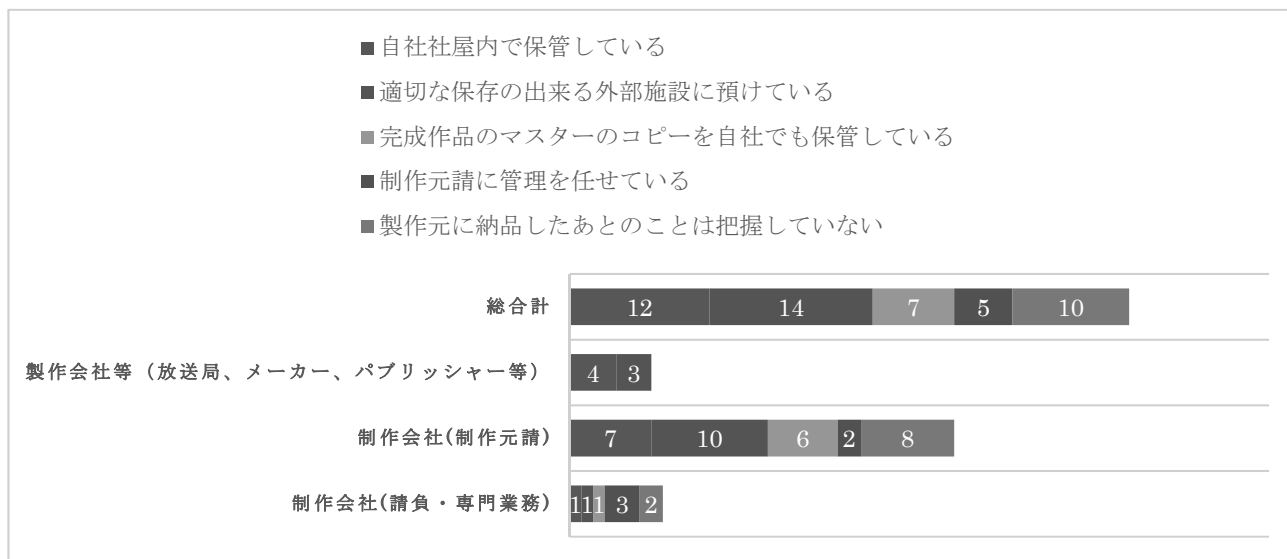 自社社屋内で保管している
適切な保存の出来る外部施設に預けている
完成作品のマスターのコピーを自社でも保管している
制作元請に管理を任せている
製作元に納品したあとのことは把握していない
総合計 12 14 7 5 10
製作会社等（放送局、メーカー、パブリッシャー等） 4 3
制作会社(制作元請) 7 10 6 2 8
制作会社(請負・専門業務) 1 1 1 3 2